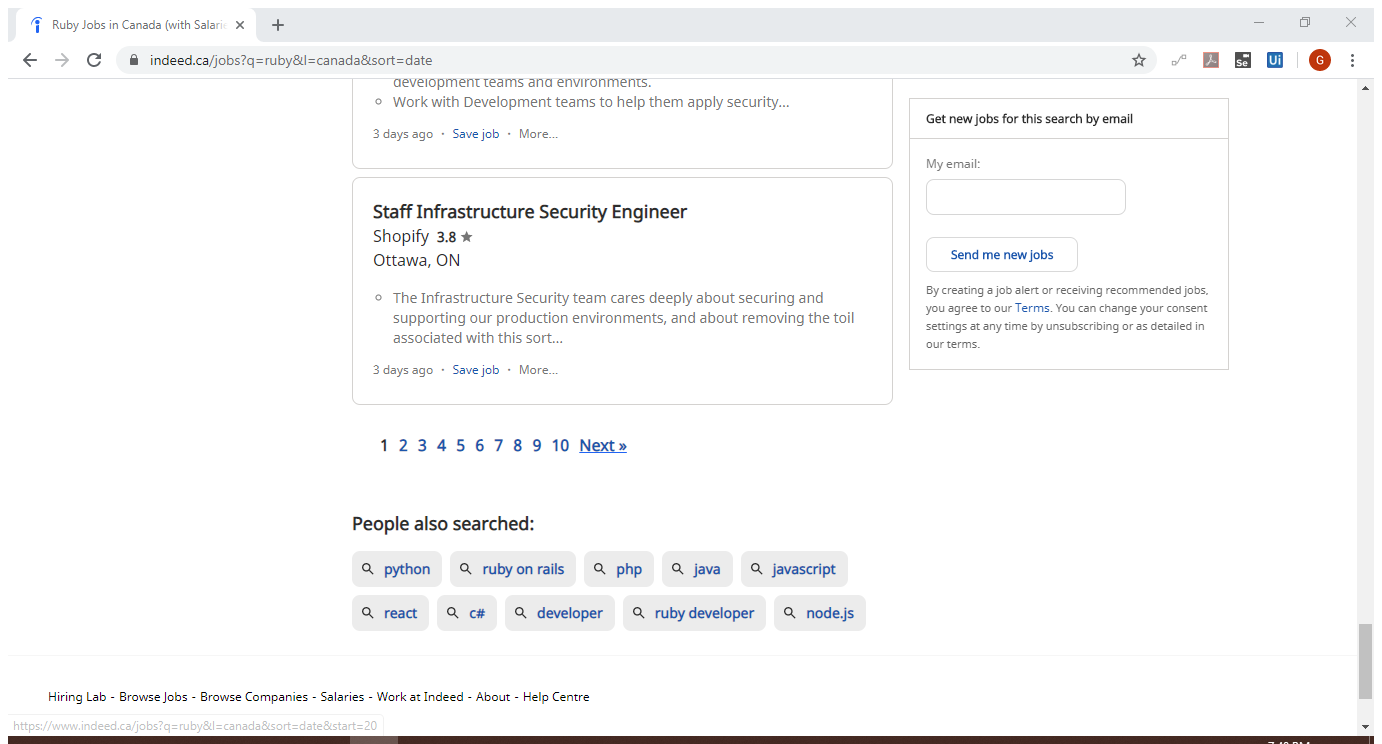 Ruby Jobs in Canada (with Salarie
indeed.ca/jobs?q=ruby&l=canada&sort=date
Se
Ui
G
development teams and environments.
Work with Development teams to help them apply security...
3 days ago · Save job · More...
Staff Infrastructure Security Engineer
Shopify 3.8 ★
Ottawa, ON
The Infrastructure Security team cares deeply about securing and
supporting our production environments, and about removing the toil
associated with this sort...
3 days ago · Save job · More...
Get new jobs for this search by email
My email:
Send me new jobs
By creating a job alert or receiving recommended jobs,
you agree to our Terms. You can change your consent
settings at any time by unsubscribing or as detailed in
our terms.
1 2 3 4 5 6 7 8 9 10 Next »
People also searched:
python ruby on rails php java javascript
react c# developer ruby developer node.js
Hiring Lab - Browse Jobs - Browse Companies - Salaries - Work at Indeed - About - Help Centre
https://www.indeed.ca/jobs?q=ruby&l=canada&sort=date&start=20